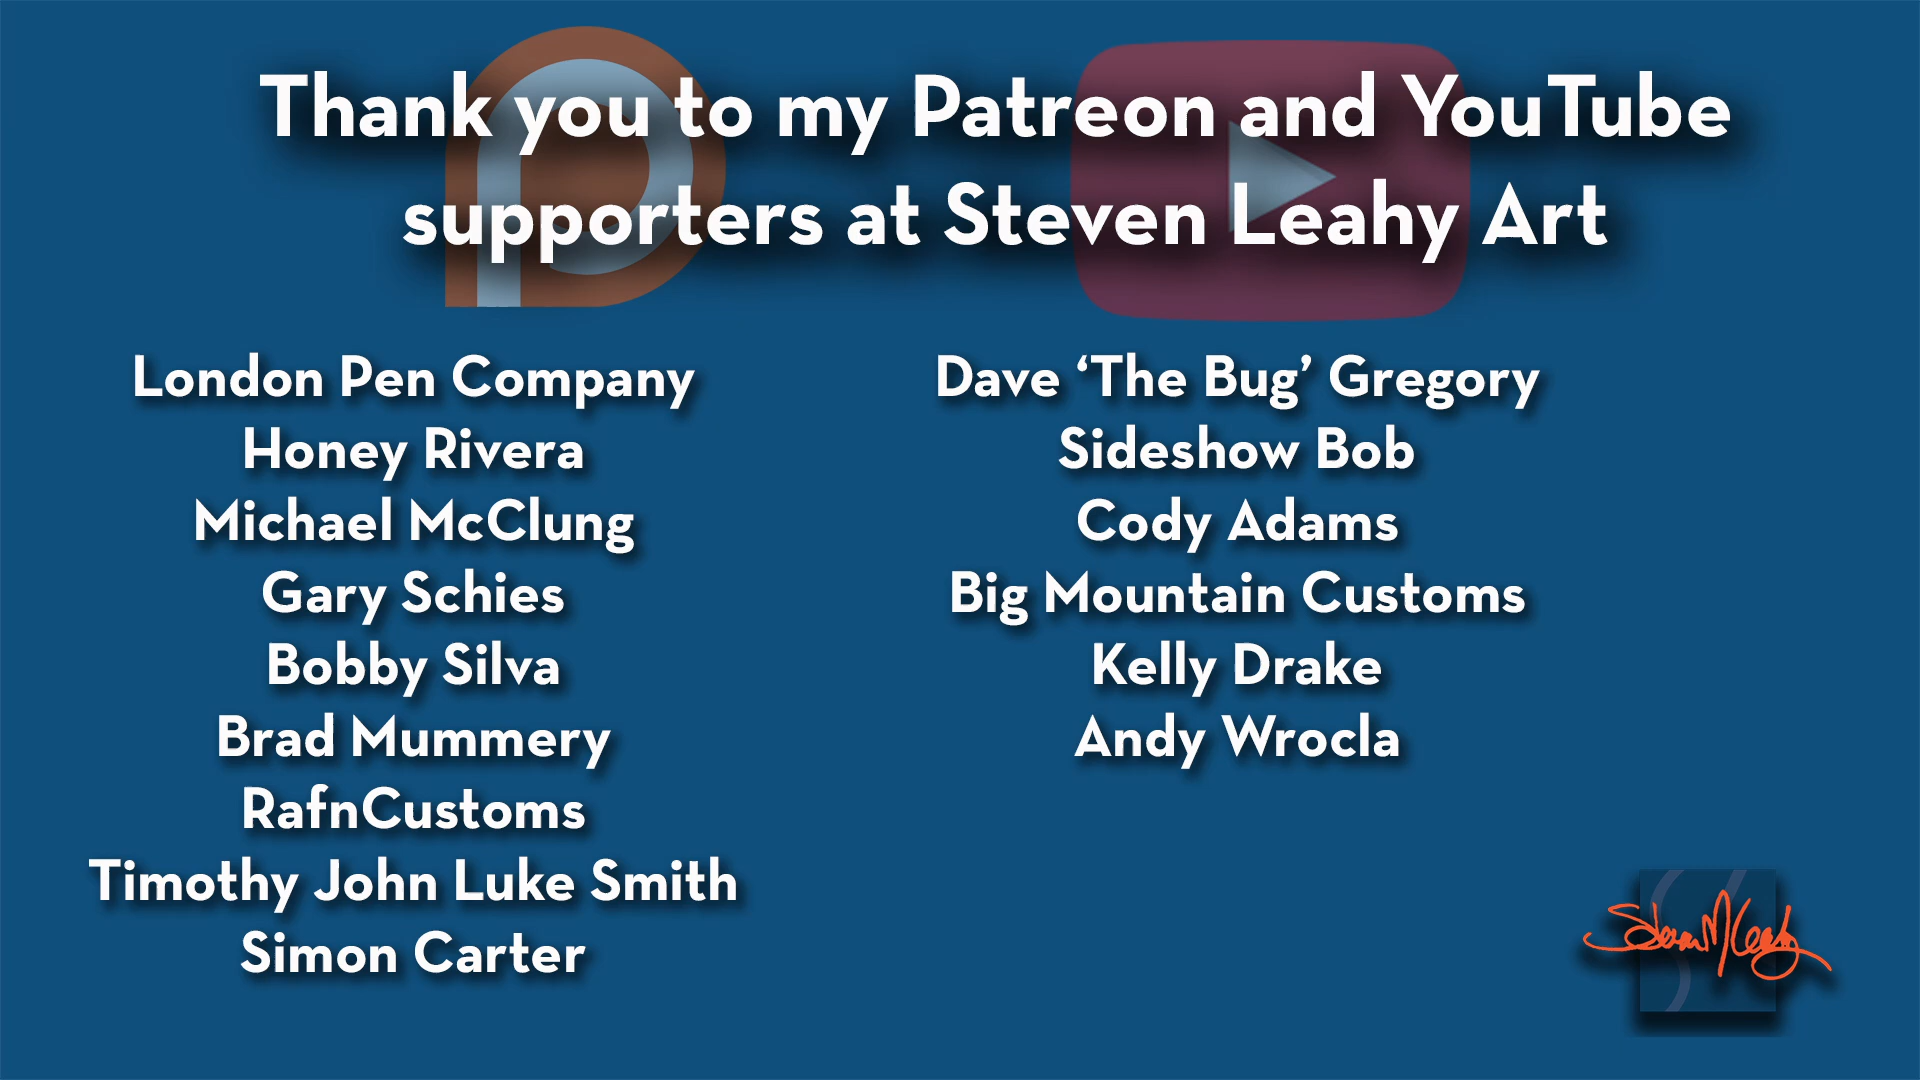 Thank you to my Patreon and YouTube
supporters at Steven Leahy Art
London Pen Company
Honey Rivera
Michael McClung
Gary Schies
Bobby Silva
Brad Mummery
RafnCustoms
Timothy John Luke Smith
Simon Carter
Dave ‘The Bug’ Gregory
Sideshow Bob
Cody Adams
Big Mountain Customs
Kelly Drake
Andy Wrocla